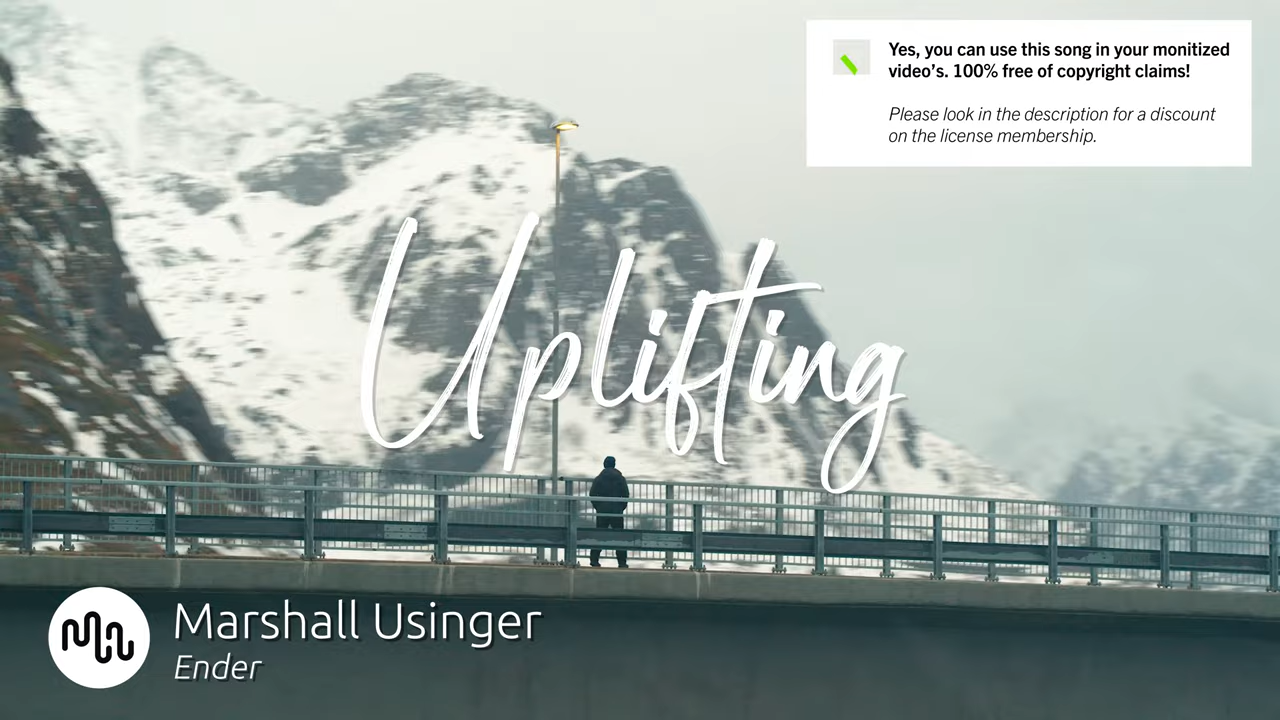 Yes, you can use this song in your monitized
video's. 100% free of copyright claims!
Please look in the description for a discount
on the license membership.
Uplifting
Marshall Usinger
Ender